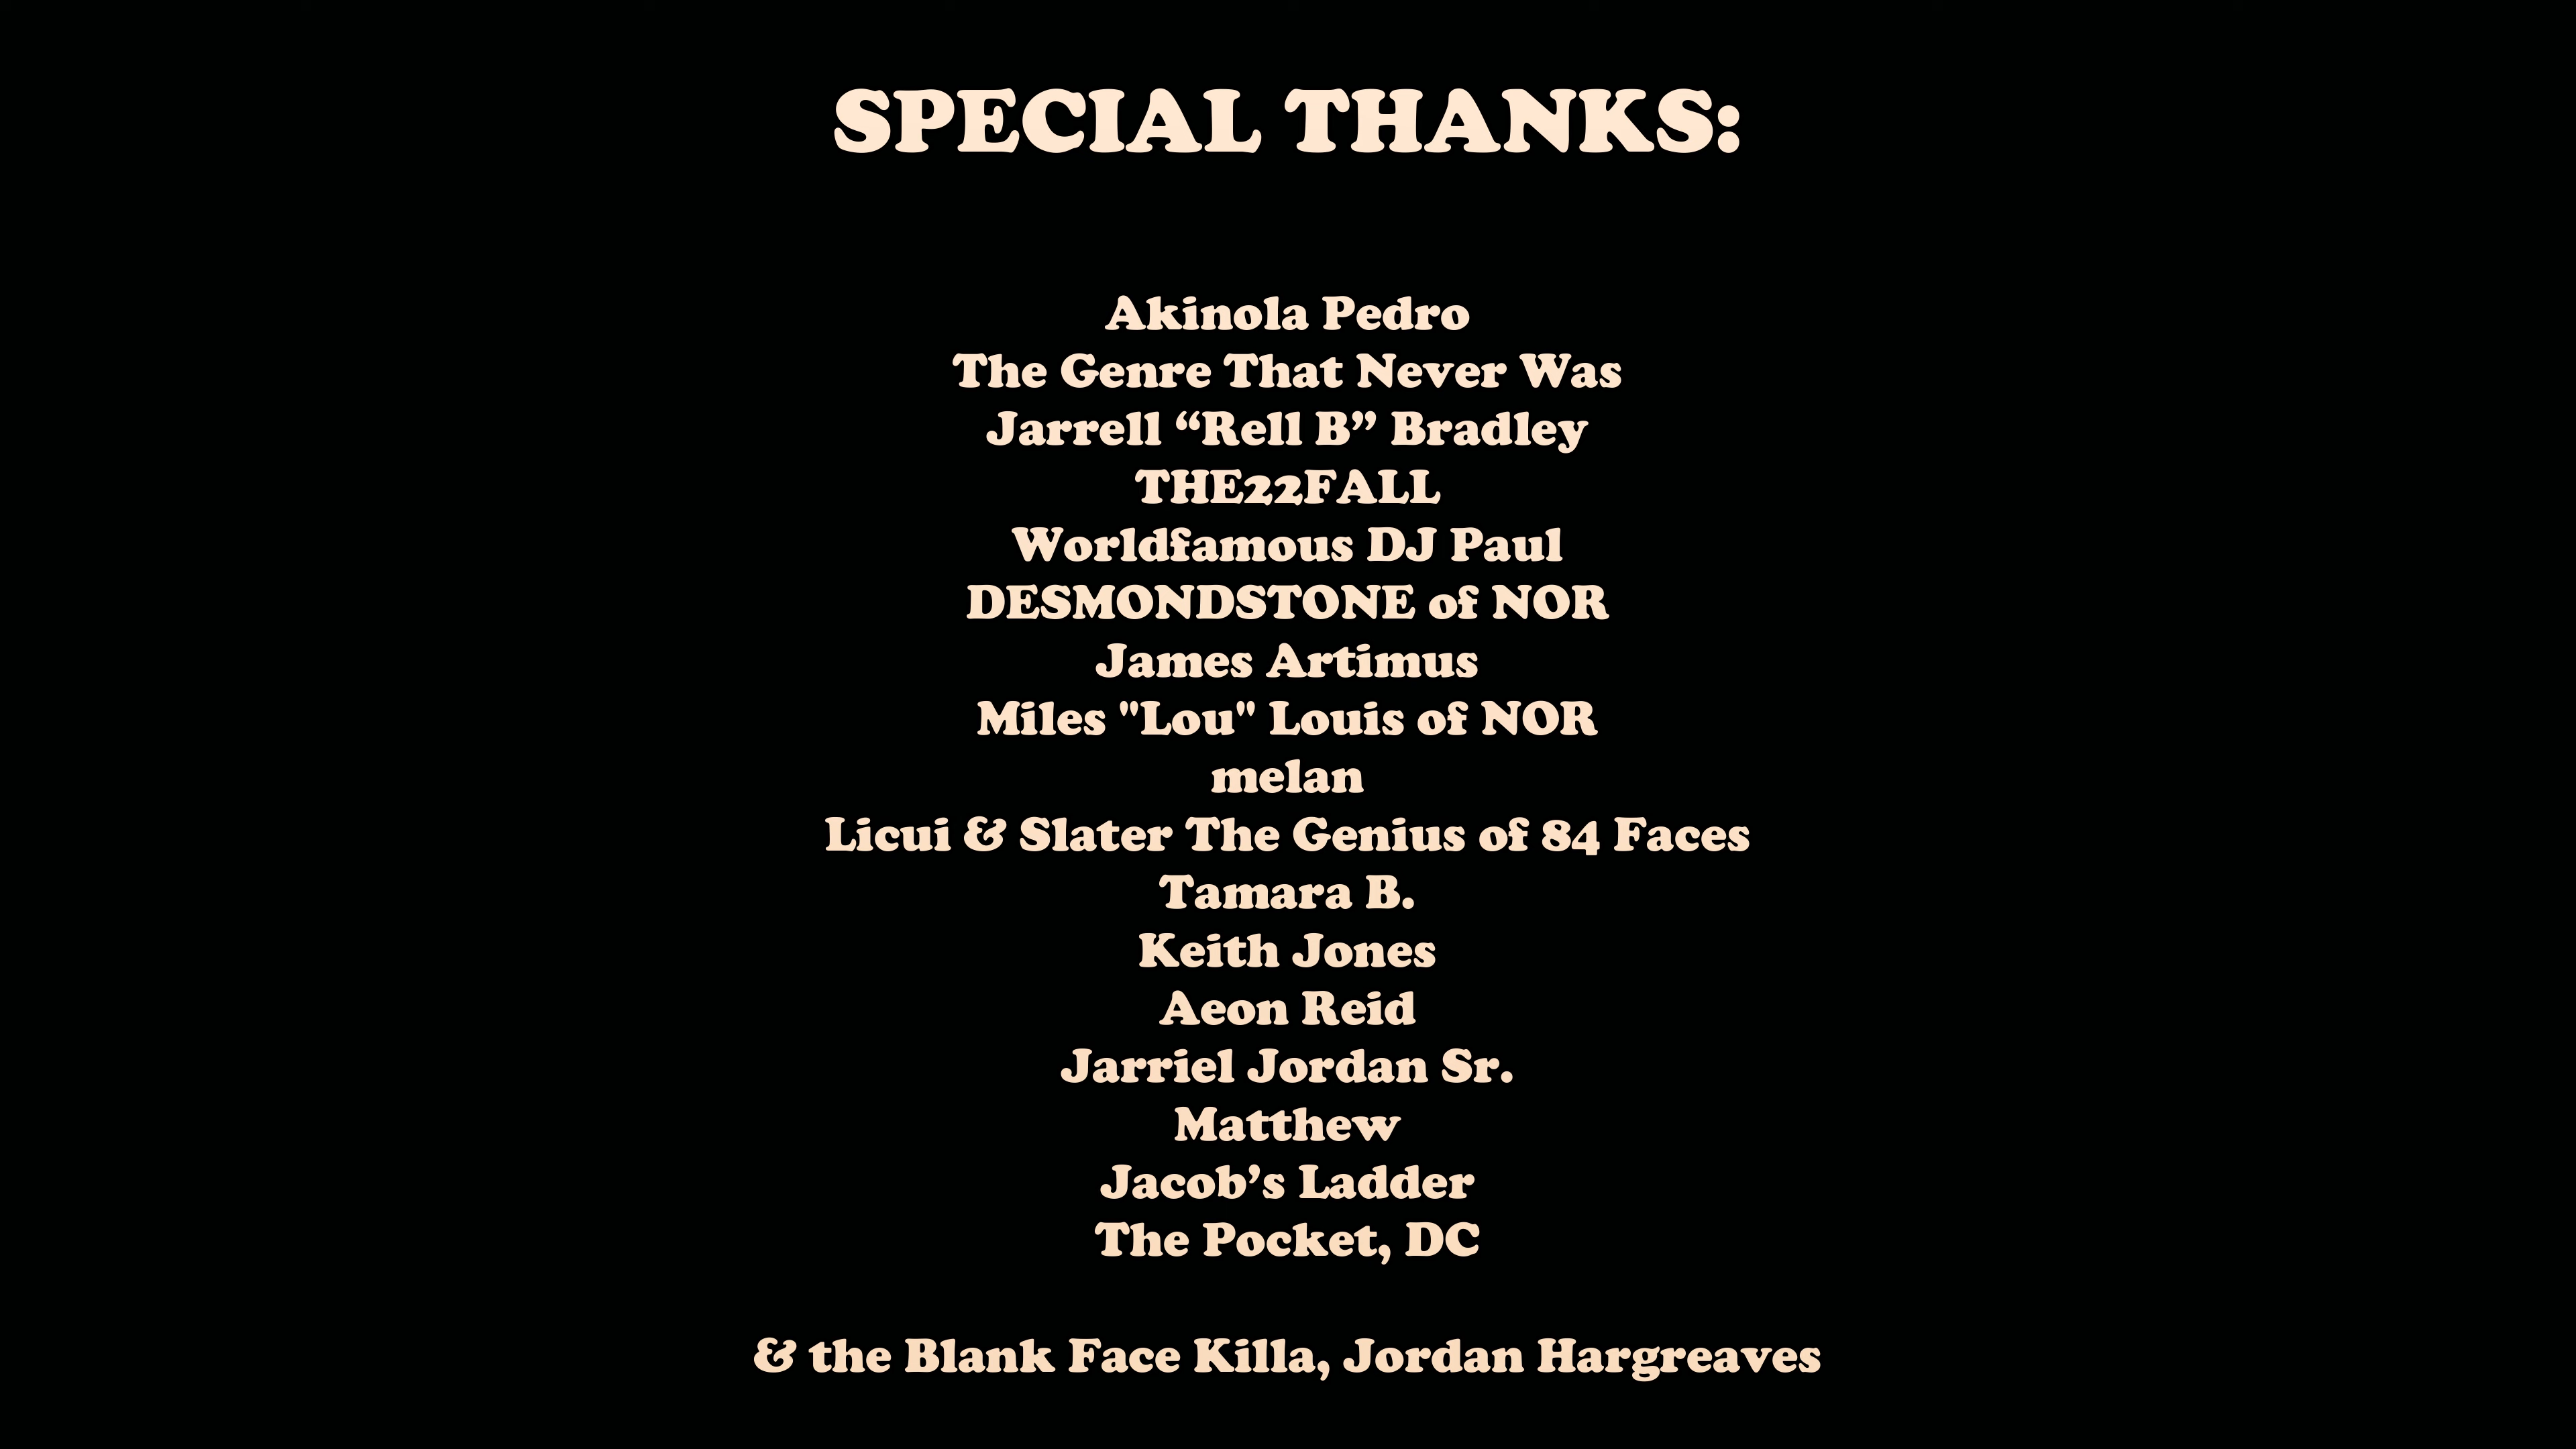 SPECIAL THANKS:
Akinola Pedro
The Genre That Never Was
Jarrell “Rell B” Bradley
THE22FALL
Worldfamous DJ Paul
DESMONDSTONE of NOR
James Artimus
Miles "Lou" Louis of NOR
melan
Licui & Slater The Genius of 84 Faces
Tamara B.
Keith Jones
Aeon Reid
Jarriel Jordan Sr.
Matthew
Jacob’s Ladder
The Pocket, DC
& the Blank Face Killa, Jordan Hargreaves